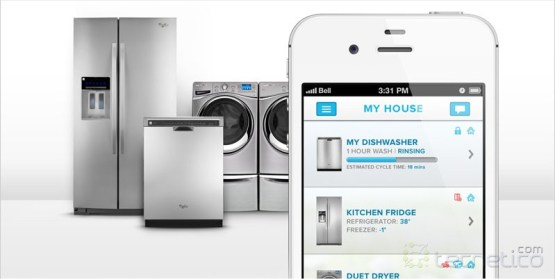 Bell 3:31 PM
MY HOUSE
MY DISHWASHER
1 HOUR WASH | RINSING
ESTIMATED CYCLE TIME: 18 mins
KITCHEN FRIDGE
REFRIGERATOR: 38°
FREEZER: -1°
DUET DRYER
.com